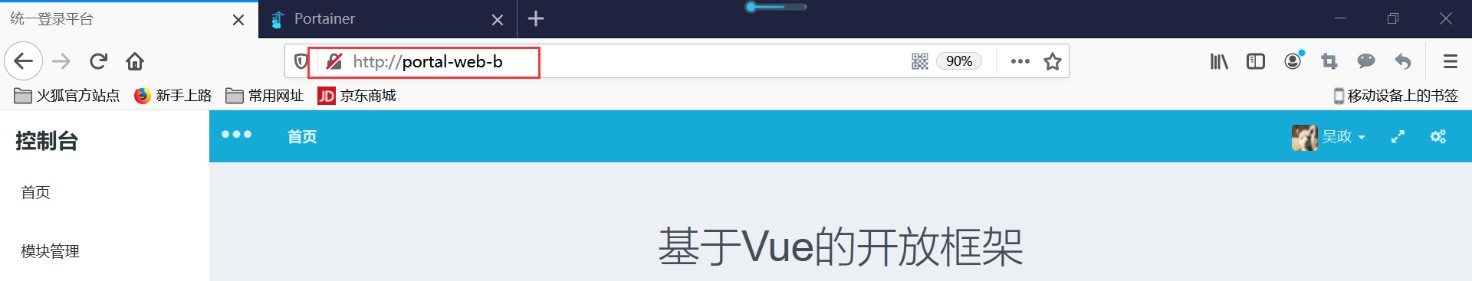 统一登录平台
Portainer
http://portal-web-b
90%
火狐官方站点
新手上路
常用网址
JD 京东商城
移动设备上的书签
控制台
首页
吴政
首页
模块管理
基于Vue的开放框架